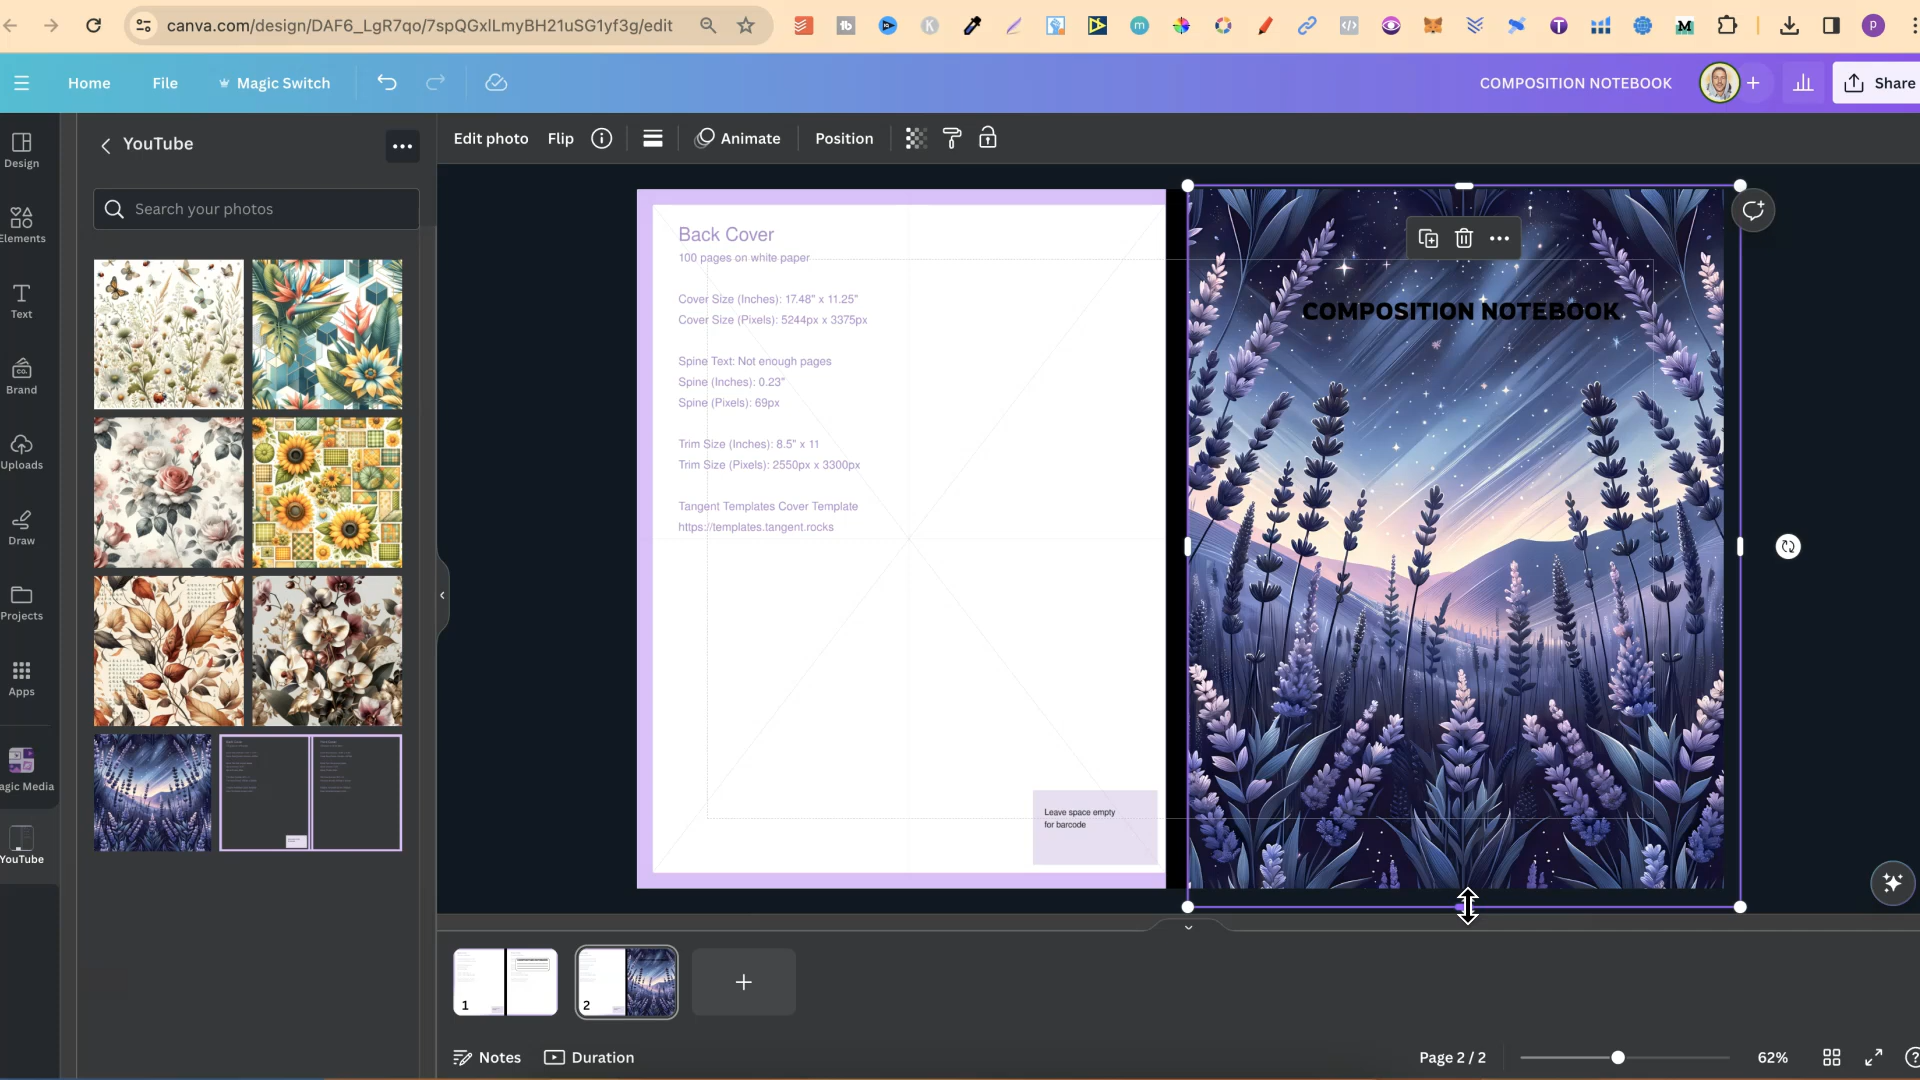 canva.com/design/DAF6_LgR7qo/7spQGxlLmyBH21uSG1yf3g/edit
Home
File
Magic Switch
COMPOSITION NOTEBOOK
Share
Design
Elements
Text
Brand
Uploads
Draw
Projects
Apps
agic Media
YouTube
YouTube
Search your photos
Edit photo
Flip
Animate
Position
Back Cover
100 pages on white paper
Cover Size (Inches): 17.48" x 11.25"
Cover Size (Pixels): 5244px x 3375px
Spine Text: Not enough pages
Spine (Inches): 0.23"
Spine (Pixels): 69px
Trim Size (Inches): 8.5" x 11
Trim Size (Pixels): 2550px x 3300px
Tangent Templates Cover Template
https://templates.tangent.rocks
Leave space empty
for barcode
COMPOSITION NOTEBOOK
1
2
Notes
Duration
Page 2 / 2
62%